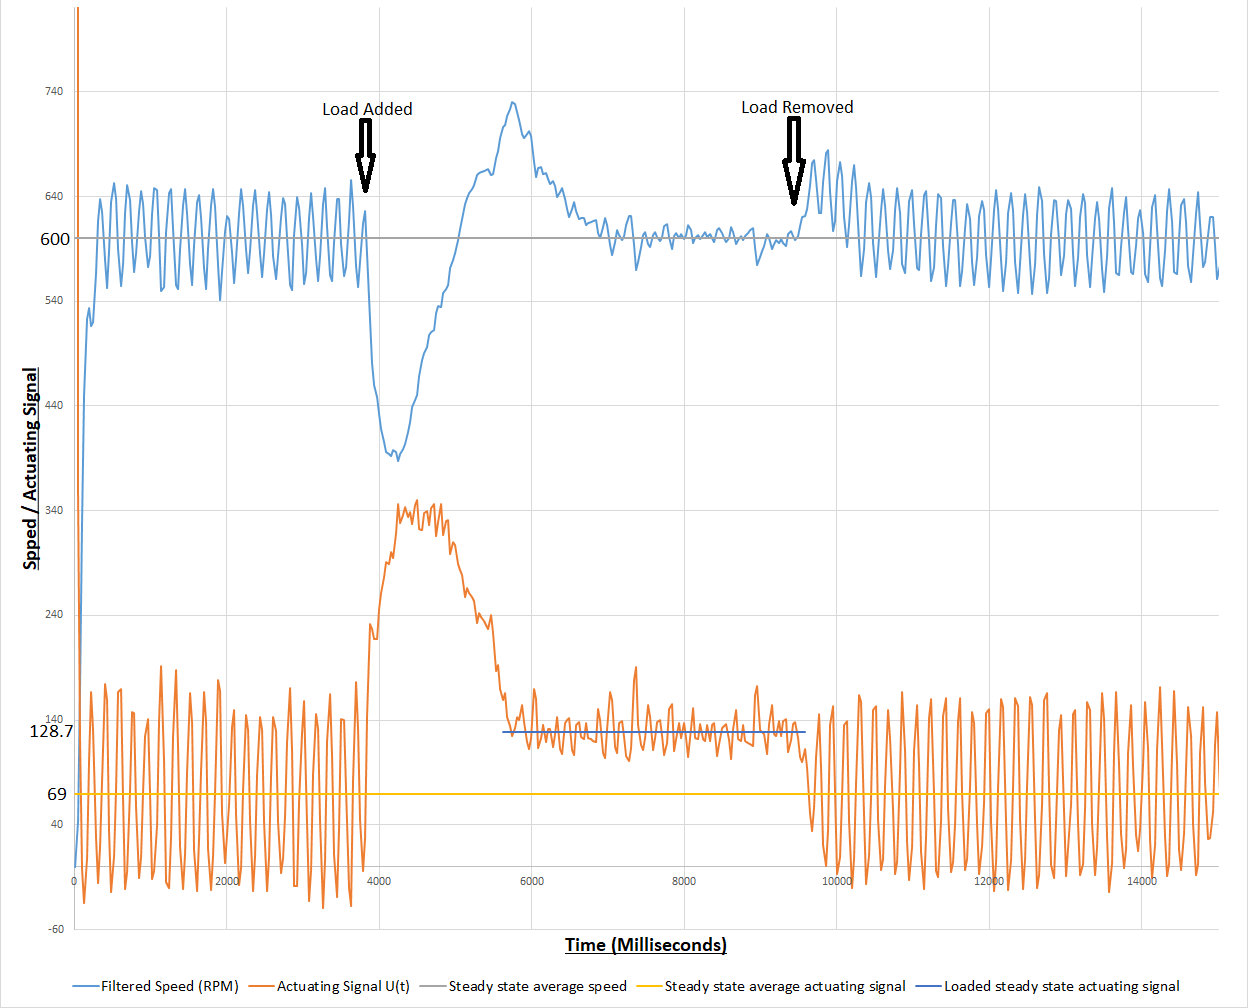 740
Load Added
Load Removed
640
600
540
Spped / Actuating Signal
440
340
240
140
128.7
69
40
0 2000 4000 6000 8000 10000 12000 14000
-60
Time (Milliseconds)
Filtered Speed (RPM) Actuating Signal U(t) Steady state average speed Steady state average actuating signal Loaded steady state actuating signal